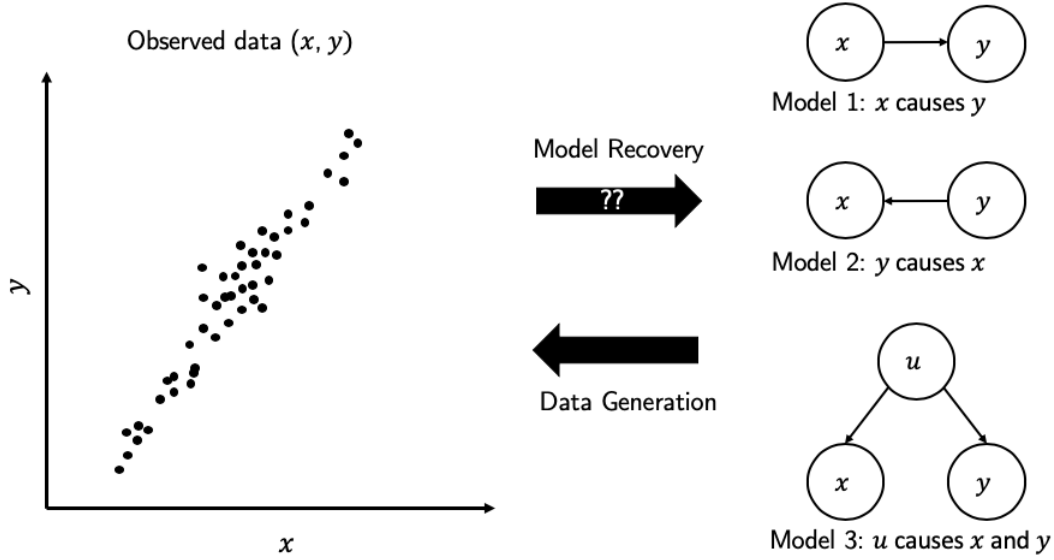 Observed data (x, y)
y
x
Model Recovery
??
Data Generation
x
y
Model 1: x causes y
x
y
Model 2: y causes x
u
x
y
Model 3: u causes x and y